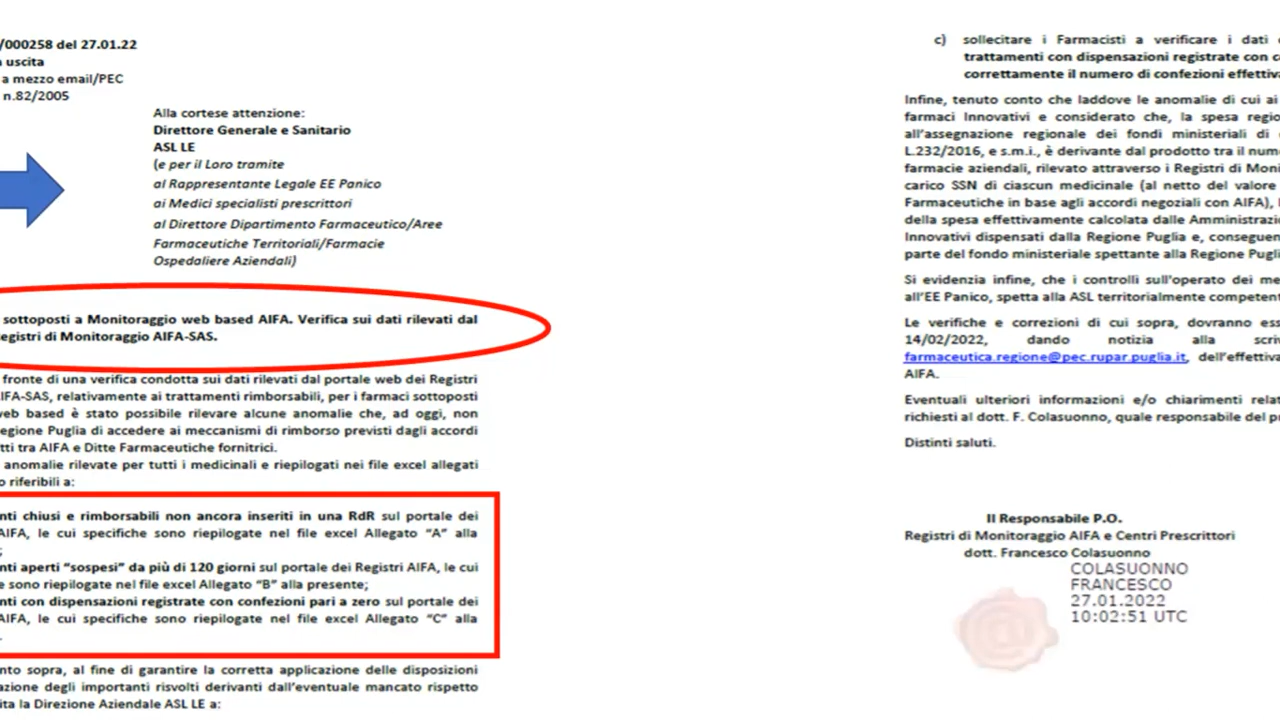 /000258 del 27.01.22
uscita
a mezzo email/PEC
n.82/2005
Alla cortese attenzione:
Direttore Generale e Sanitario
ASL LE
(e per il Loro tramite
al Rappresentante Legale EE Panico
ai Medici specialisti prescrittori
al Direttore Dipartimento Farmaceutico/Aree
Farmaceutiche Territoriali/Farmacie
Ospedaliere Aziendali)
sottoposti a Monitoraggio web based AIFA. Verifica sui dati rilevati dal
egistri di Monitoraggio AIFA-SAS.
fronte di una verifica condotta sui dati rilevati dal portale web dei Registri
IFA-SAS, relativamente ai trattamenti rimborsabili, per i farmaci sottoposti
web based è stato possibile rilevare alcune anomalie che, ad oggi, non
egione Puglia di accedere ai meccanismi di rimborso previsti dagli accordi
tti tra AIFA e Ditte Farmaceutiche fornitrici.
anomalie rilevate per tutti i medicinali e riepilogati nei file excel allegati
o riferibili a:
nti chiusi e rimborsabili non ancora inseriti in una RdR sul portale dei
AIFA, le cui specifiche sono riepilogate nel file excel Allegato “A” alla
;
nti aperti “sospesi” da più di 120 giorni sul portale dei Registri AIFA, le cui
e sono riepilogate nel file excel Allegato “B” alla presente;
nti con dispensazioni registrate con confezioni pari a zero sul portale dei
AIFA, le cui specifiche sono riepilogate nel file excel Allegato “C” alla
.
nto sopra, al fine di garantire la corretta applicazione delle disposizioni
azione degli importanti risvolti derivanti dall’eventuale mancato rispetto
ita la Direzione Aziendale ASL LE a:
c) sollecitare i Farmacisti a verificare i dati
trattamenti con dispensazioni registrate con c
correttamente il numero di confezioni effettiva
Infine, tenuto conto che laddove le anomalie di cui ai
farmaci Innovativi e considerato che, la spesa regio
all’assegnazione regionale dei fondi ministeriali di
L.232/2016, e s.m.i., è derivante dal prodotto tra il nume
farmacie aziendali, rilevato attraverso i Registri di Moni
carico SSN di ciascun medicinale (al netto del valore
Farmaceutiche in base agli accordi negoziali con AIFA), l
della spesa effettivamente calcolata dalle Amministrazio
Innovativi dispensati dalla Regione Puglia e, conseguen
parte del fondo ministeriale spettante alla Regione Pugli
Si evidenzia infine, che i controlli sull’operato dei me
all’EE Panico, spetta alla ASL territorialmente competent
Le verifiche e correzioni di cui sopra, dovranno ess
14/02/2022, dando notizia alla scriv
farmaceutica.regione@pec.rupar.puglia.it, dell’effettiva
AIFA.
Eventuali ulteriori informazioni e/o chiarimenti relat
richiesti al dott. F. Colasuonno, quale responsabile del p
Distinti saluti.
Il Responsabile P.O.
Registri di Monitoraggio AIFA e Centri Prescrittori
dott. Francesco Colasuonno
COLASUONNO
FRANCESCO
27.01.2022
10:02:51 UTC